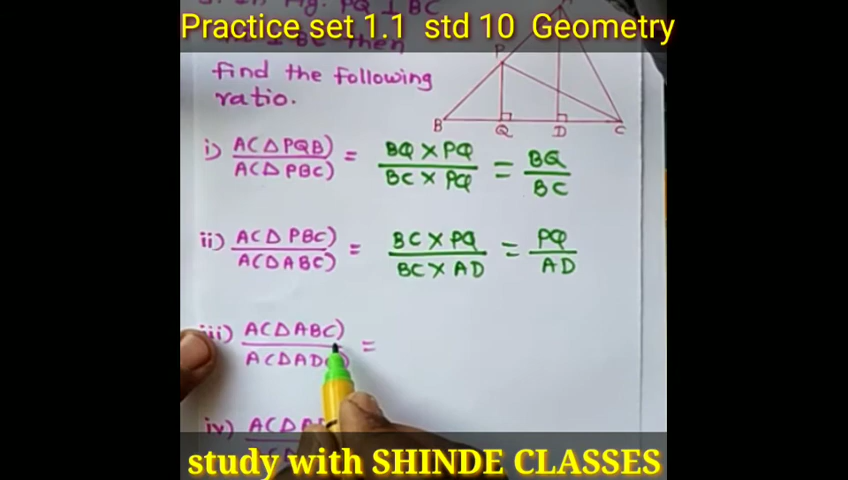 Practice set 1.1 std 10 Geometry
find the following
ratio.
P
B Q D C
i) A(△PQB) / A(△PBC) = BQ × PQ / BC × PQ = BQ / BC
ii) A(△PBC) / A(△ABC) = BC × PQ / BC × AD = PQ / AD
iii) A(△ABC) / A(△AD =
iv)
study with SHINDE CLASSES